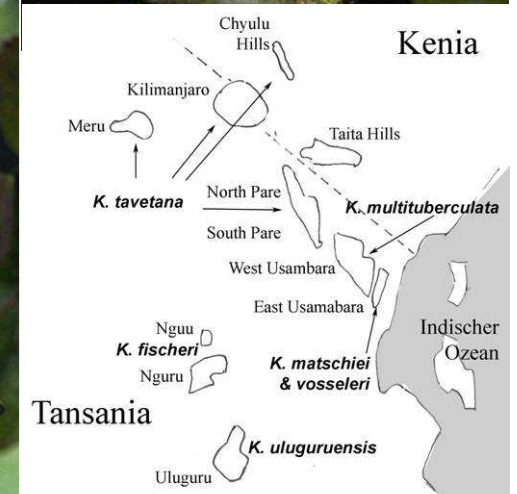 Chyulu
Hills
Kenia
Kilimanjaro
Meru
Taita Hills
K. tavetana
North Pare
K. multituberculata
South Pare
West Usambara
East Usamabara
Indischer
Ozean
Nguu
K. fischeri
Nguru
K. matschiei
& vosseleri
Tansania
K. uluguruensis
Uluguru